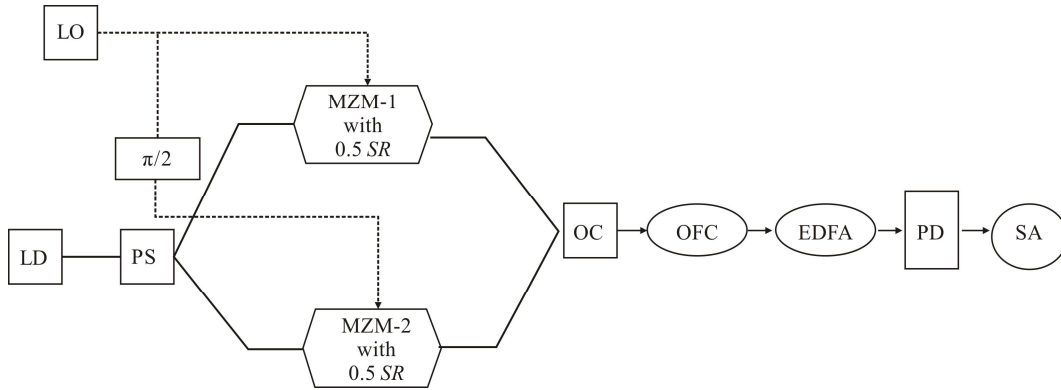 LO
MZM-1
with
0.5 SR
π/2
LD
PS
OC
OFC
EDFA
PD
SA
MZM-2
with
0.5 SR